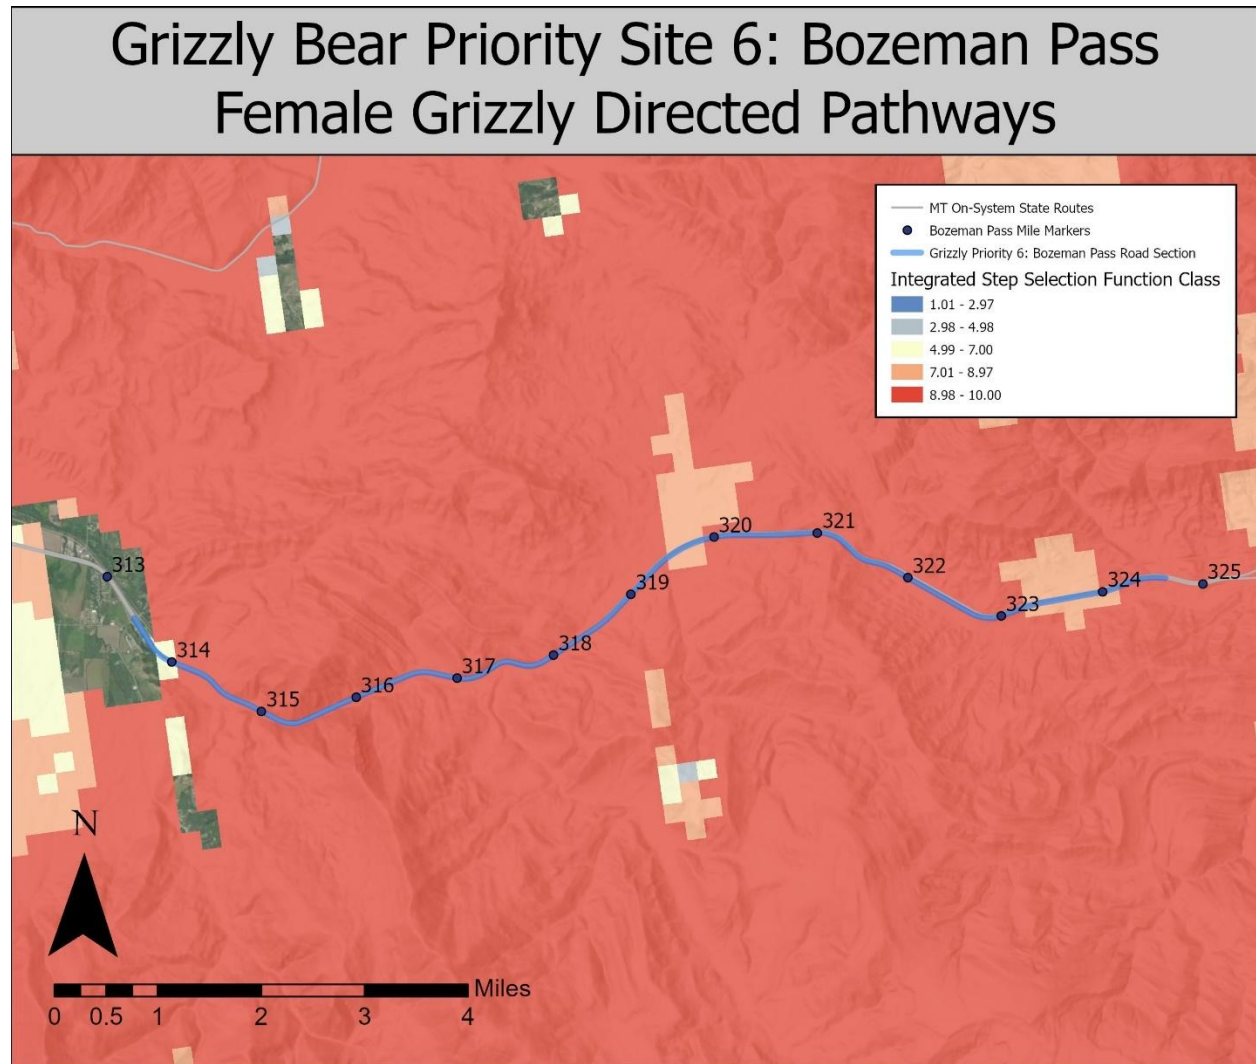 Grizzly Bear Priority Site 6: Bozeman Pass
Female Grizzly Directed Pathways
MT On-System State Routes
Bozeman Pass Mile Markers
Grizzly Priority 6: Bozeman Pass Road Section
Integrated Step Selection Function Class
1.01 - 2.97
2.98 - 4.98
4.99 - 7.00
7.01 - 8.97
8.98 - 10.00
313
314
315
316
317
318
319
320
321
322
323
324
325
N
Miles
0 0.5 1 2 3 4